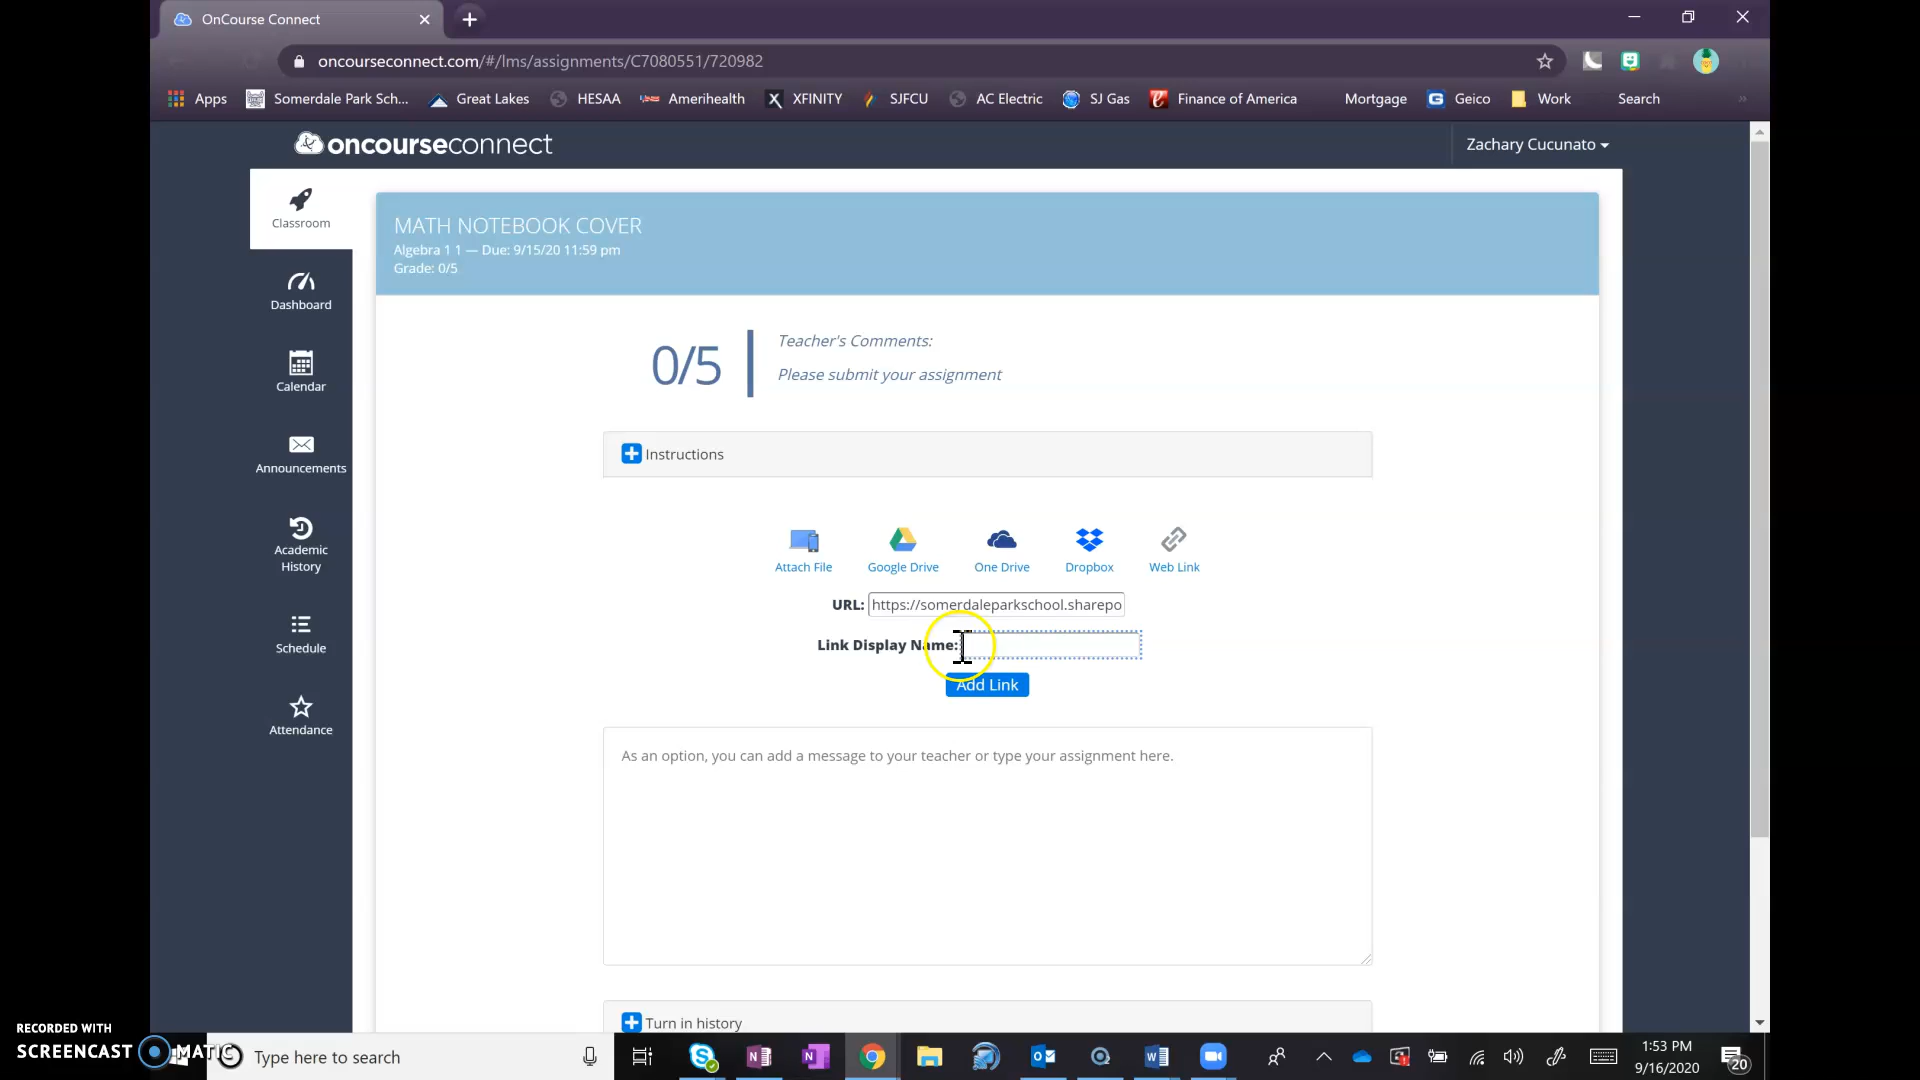 OnCourse Connect
oncourseconnect.com/#/lms/assignments/C7080551/720982
Apps Somerdale Park Sch... Great Lakes HESAA Amerihealth XFINITY SJFCU AC Electric SJ Gas Finance of America Mortgage Geico Work Search »
oncourseconnect Zachary Cucunato
Classroom
Dashboard
Calendar
Announcements
Academic
History
Schedule
Attendance
MATH NOTEBOOK COVER
Algebra 1 1 — Due: 9/15/20 11:59 pm
Grade: 0/5
0/5
Teacher's Comments:
Please submit your assignment
Instructions
Attach File Google Drive One Drive Dropbox Web Link
URL: https://somerdaleparkschool.sharepo
Link Display Name:
Add Link
As an option, you can add a message to your teacher or type your assignment here.
Turn in history
RECORDED WITH
SCREENCAST MATIC
Type here to search
1:53 PM
9/16/2020
20